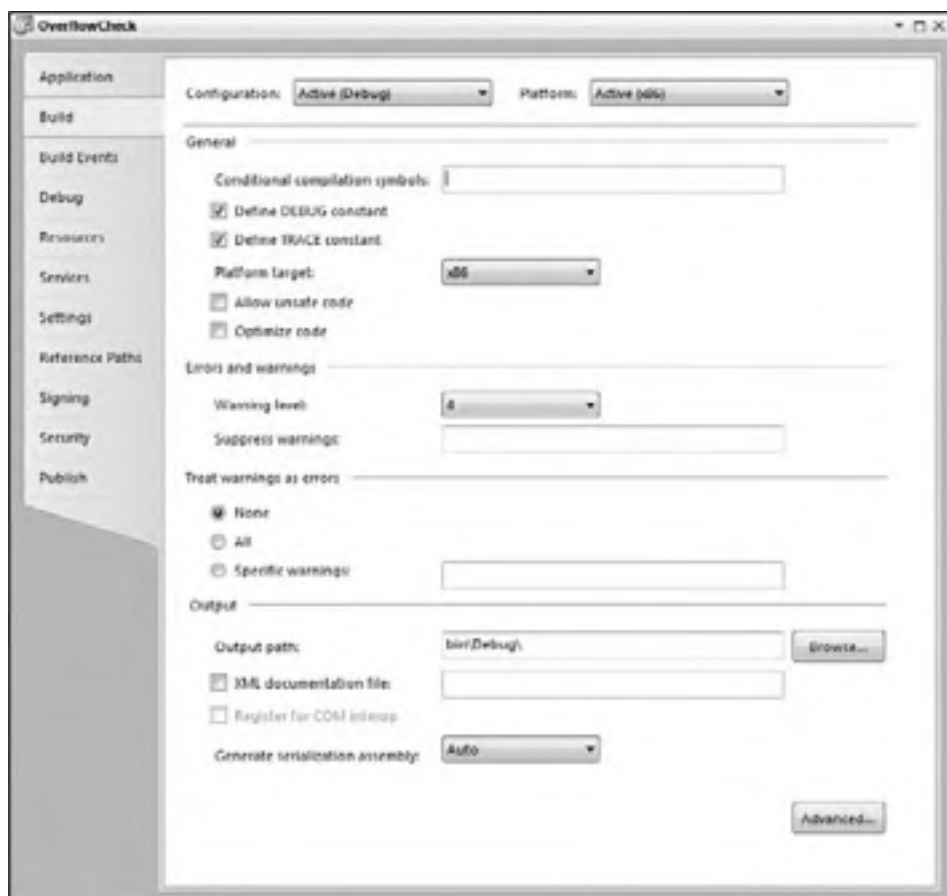 OverflowCheck
Application
Build
Build Events
Debug
Resources
Services
Settings
Reference Paths
Signing
Security
Publish
Configuration: Active (Debug) Platform: Active (x86)
General
Conditional compilation symbols:
Define DEBUG constant
Define TRACE constant
Platform target: x86
Allow unsafe code
Optimize code
Errors and warnings
Warning level: 4
Suppress warnings:
Treat warnings as errors
None
All
Specific warnings:
Output
Output path: bin\Debug\ Browse...
XML documentation file:
Register for COM interop
Generate serialization assembly: Auto
Advanced...